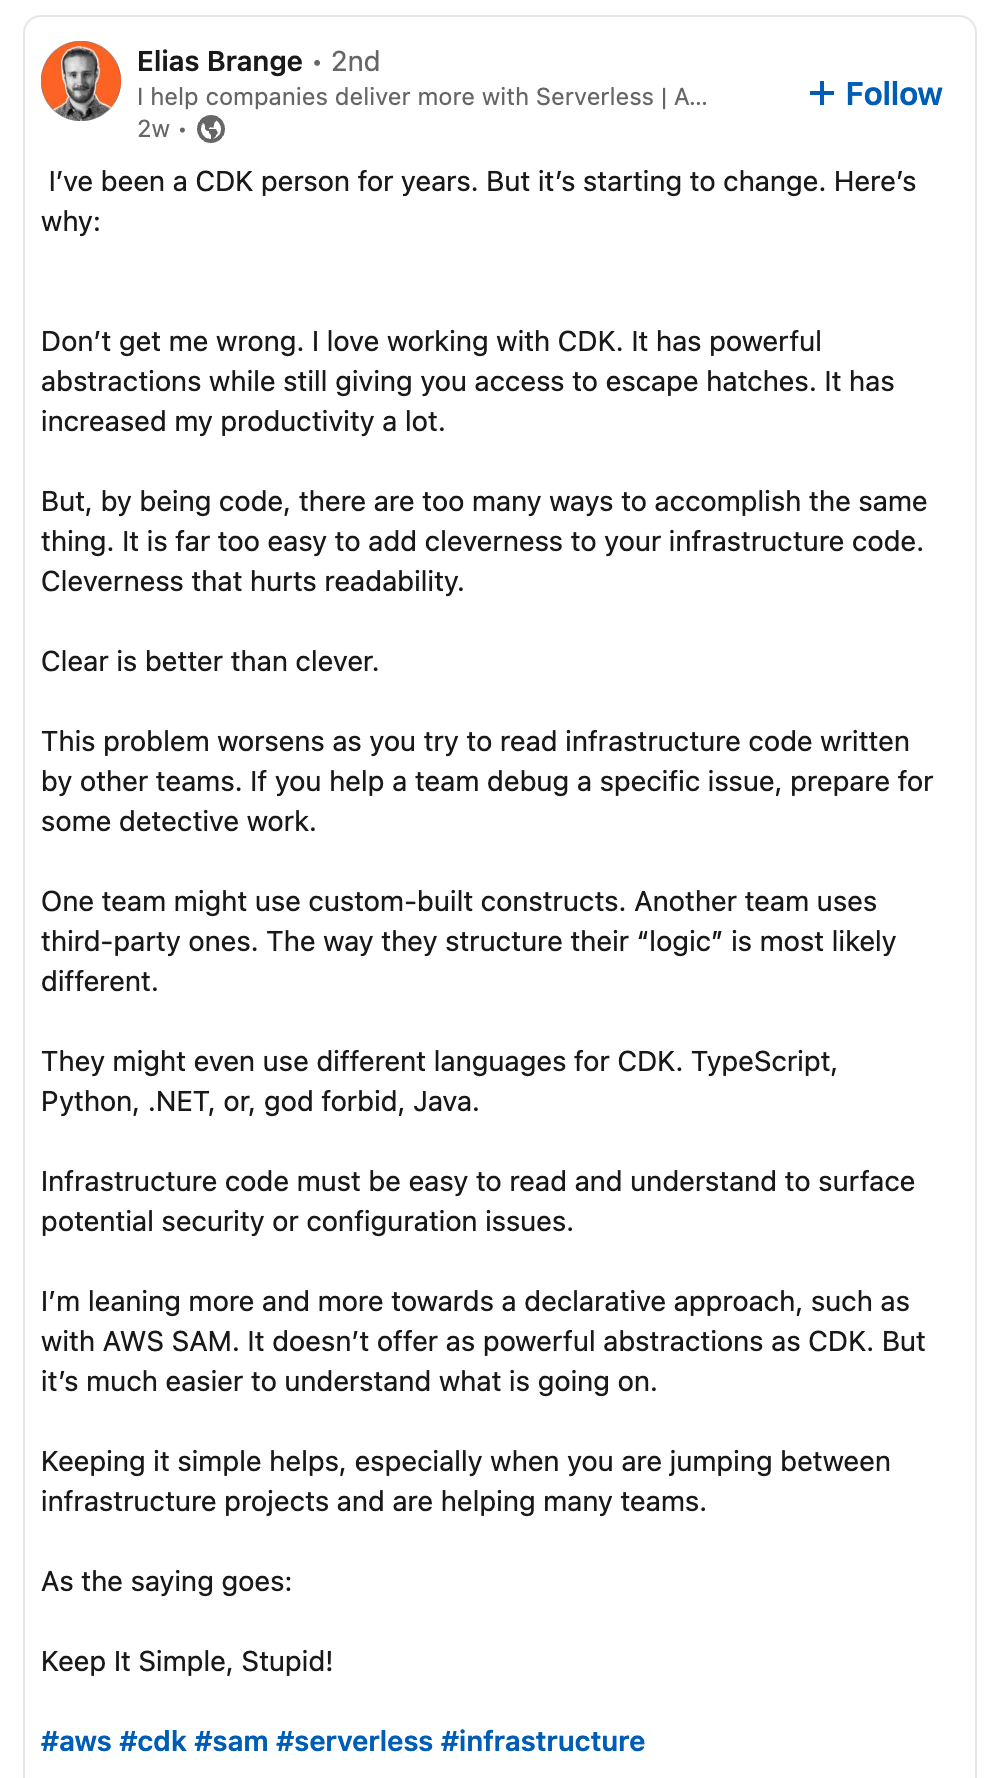 Elias Brange • 2nd
I help companies deliver more with Serverless | A...
2w •
+ Follow
I’ve been a CDK person for years. But it’s starting to change. Here’s
why:
Don’t get me wrong. I love working with CDK. It has powerful
abstractions while still giving you access to escape hatches. It has
increased my productivity a lot.
But, by being code, there are too many ways to accomplish the same
thing. It is far too easy to add cleverness to your infrastructure code.
Cleverness that hurts readability.
Clear is better than clever.
This problem worsens as you try to read infrastructure code written
by other teams. If you help a team debug a specific issue, prepare for
some detective work.
One team might use custom-built constructs. Another team uses
third-party ones. The way they structure their “logic” is most likely
different.
They might even use different languages for CDK. TypeScript,
Python, .NET, or, god forbid, Java.
Infrastructure code must be easy to read and understand to surface
potential security or configuration issues.
I’m leaning more and more towards a declarative approach, such as
with AWS SAM. It doesn’t offer as powerful abstractions as CDK. But
it’s much easier to understand what is going on.
Keeping it simple helps, especially when you are jumping between
infrastructure projects and are helping many teams.
As the saying goes:
Keep It Simple, Stupid!
#aws #cdk #sam #serverless #infrastructure